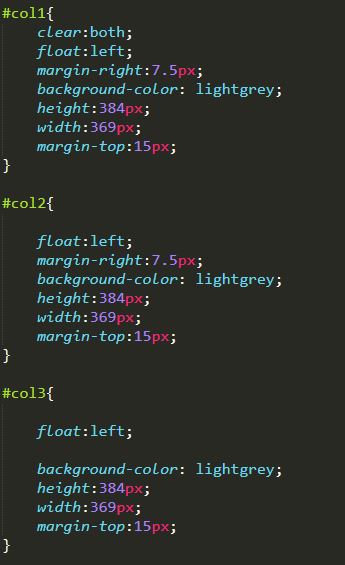 #col1{
    clear:both;
    float:left;
    margin-right:7.5px;
    background-color: lightgrey;
    height:384px;
    width:369px;
    margin-top:15px;
}

#col2{

    float:left;
    margin-right:7.5px;
    background-color: lightgrey;
    height:384px;
    width:369px;
    margin-top:15px;
}

#col3{

    float:left;

    background-color: lightgrey;
    height:384px;
    width:369px;
    margin-top:15px;
}